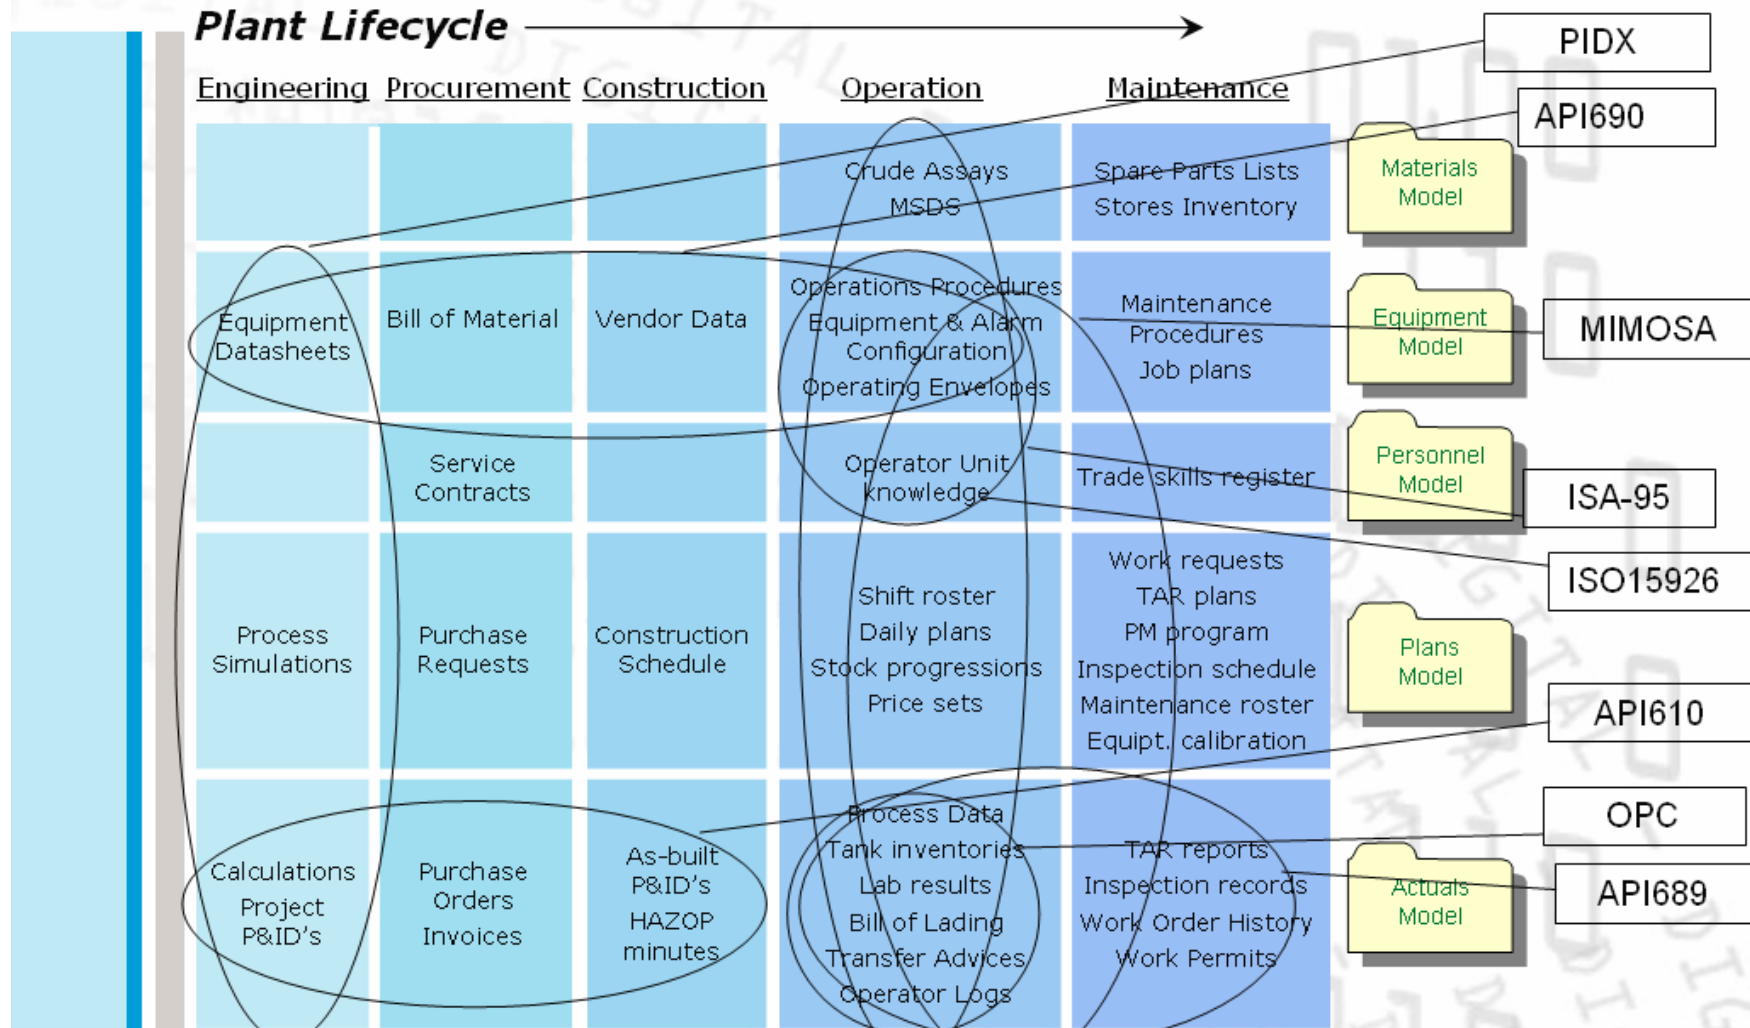 Plant Lifecycle
Engineering Procurement Construction Operation Maintenance
PIDX
API690
Crude Assays
MSDS
Spare Parts Lists
Stores Inventory
Materials
Model
Equipment
Datasheets
Bill of Material
Vendor Data
Operations Procedures
Equipment & Alarm
Configuration
Operating Envelopes
Maintenance
Procedures
Job plans
Equipment
Model
MIMOSA
Service
Contracts
Operator Unit
knowledge
Trade skills register
Personnel
Model
ISA-95
ISO15926
Process
Simulations
Purchase
Requests
Construction
Schedule
Shift roster
Daily plans
Stock progressions
Price sets
Work requests
TAR plans
PM program
Inspection schedule
Maintenance roster
Equipt. calibration
Plans
Model
API610
OPC
Calculations
Project
P&ID's
Purchase
Orders
Invoices
As-built
P&ID's
HAZOP
minutes
Process Data
Tank inventories
Lab results
Bill of Lading
Transfer Advices
Operator Logs
TAR reports
Inspection records
Work Order History
Work Permits
Actuals
Model
API689